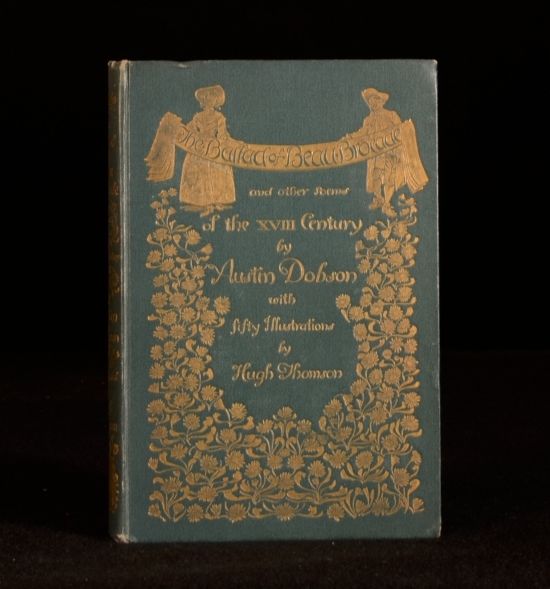 The Ballad of Beau Brocade
and other Poems
of the XVIII Century
by
Austin Dobson
with
fifty Illustrations
by
Hugh Thomson